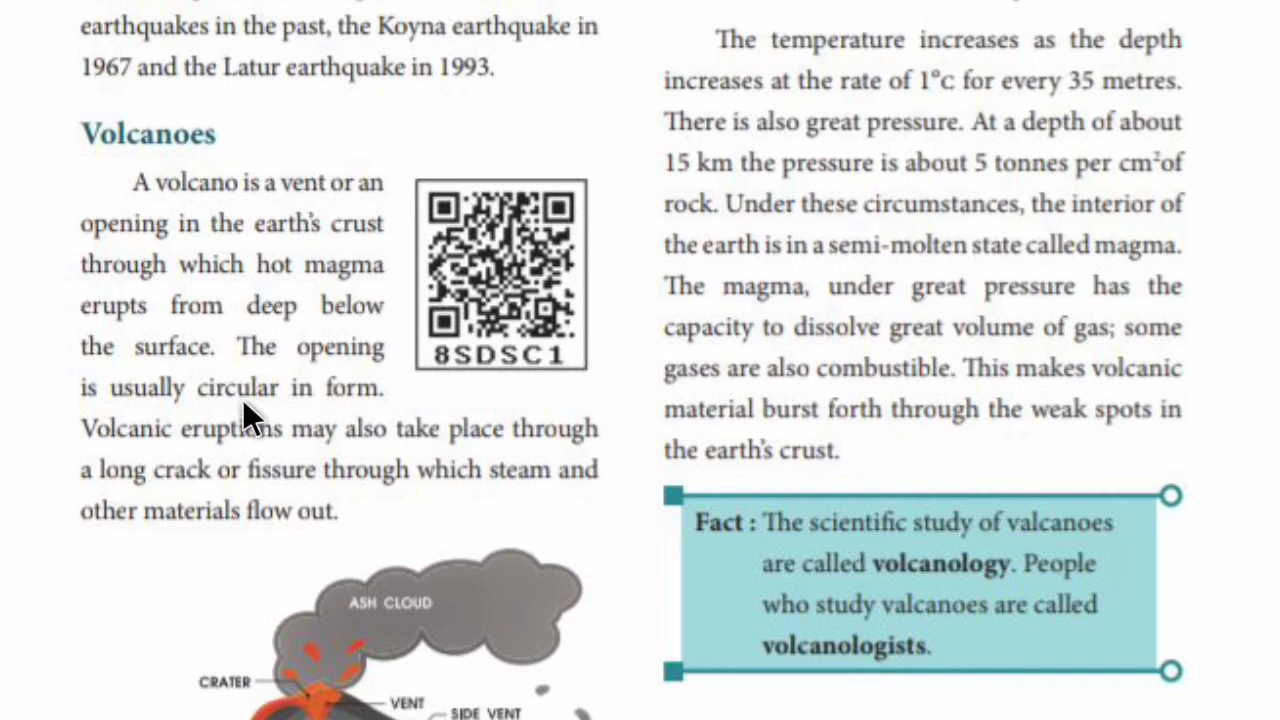 earthquakes in the past, the Koyna earthquake in
1967 and the Latur earthquake in 1993.
Volcanoes
A volcano is a vent or an
opening in the earth's crust
through which hot magma
erupts from deep below
the surface. The opening
is usually circular in form.
8SDSC1
Volcanic eruptions may also take place through
a long crack or fissure through which steam and
other materials flow out.
ASH CLOUD
CRATER
VENT
SIDE VENT
The temperature increases as the depth
increases at the rate of 1°C for every 35 metres.
There is also great pressure. At a depth of about
15 km the pressure is about 5 tonnes per cm²of
rock. Under these circumstances, the interior of
the earth is in a semi-molten state called magma.
The magma, under great pressure has the
capacity to dissolve great volume of gas; some
gases are also combustible. This makes volcanic
material burst forth through the weak spots in
the earth's crust.
Fact : The scientific study of valcanoes
are called volcanology. People
who study valcanoes are called
volcanologists.